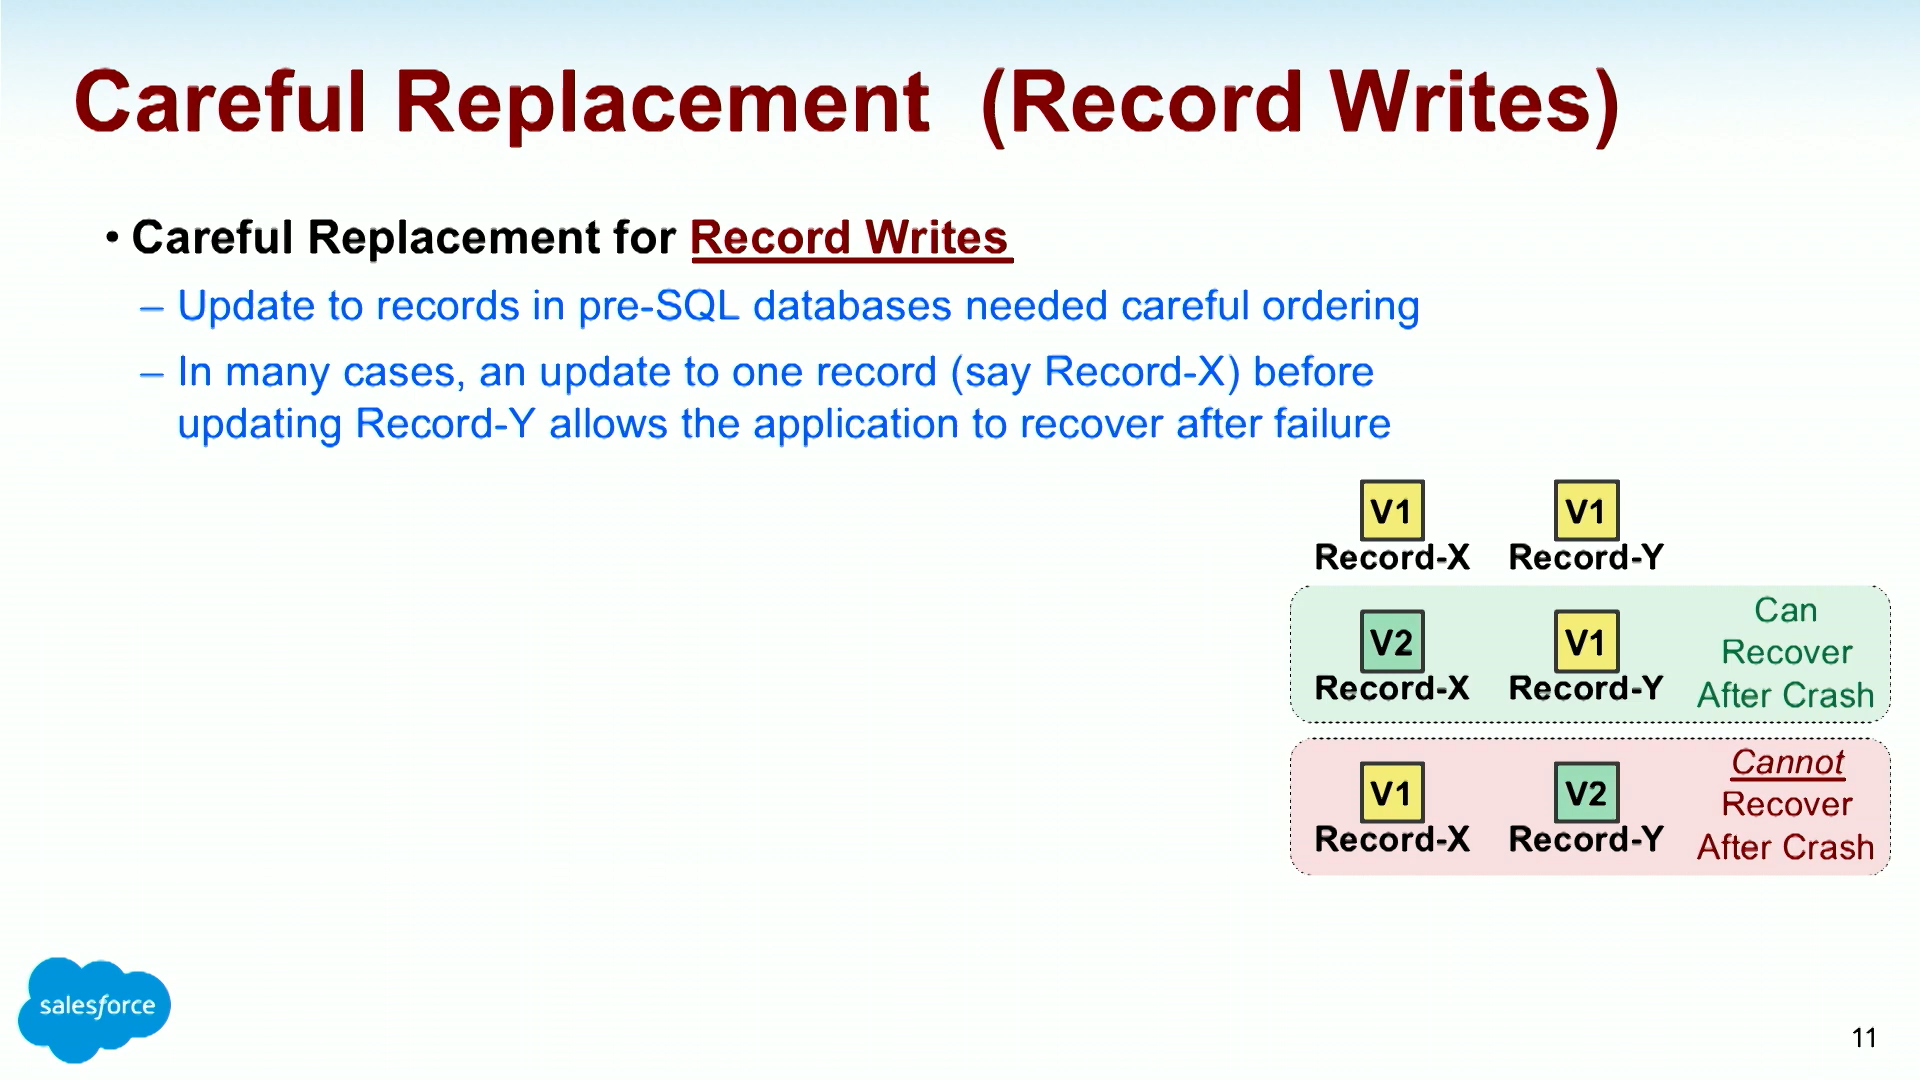 Careful Replacement (Record Writes)
• Careful Replacement for Record Writes
– Update to records in pre-SQL databases needed careful ordering
– In many cases, an update to one record (say Record-X) before
updating Record-Y allows the application to recover after failure
V1 V1
Record-X Record-Y
V2 V1
Record-X Record-Y
Can
Recover
After Crash
V1 V2
Record-X Record-Y
Cannot
Recover
After Crash
salesforce
11